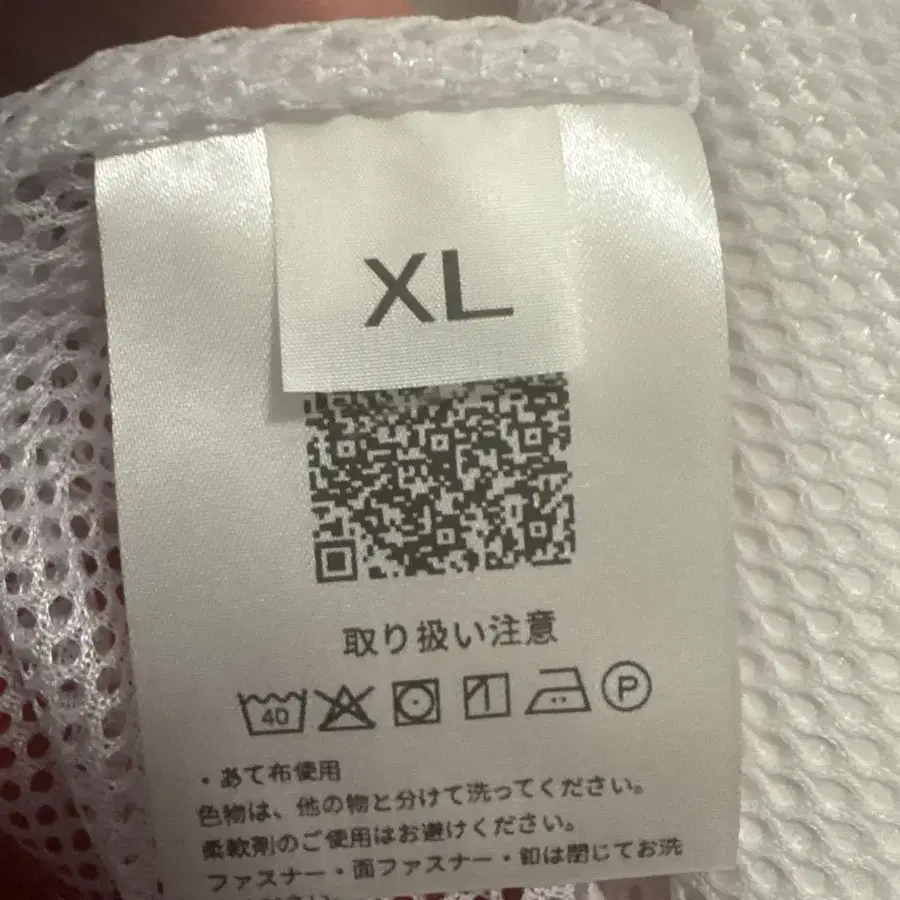 XL
取り扱い注意
40
P
・あて布使用
色物は、他の物と分けて洗ってください。
柔軟剤のご使用はお避けください。
ファスナー・面ファスナー・釦は閉じてお洗